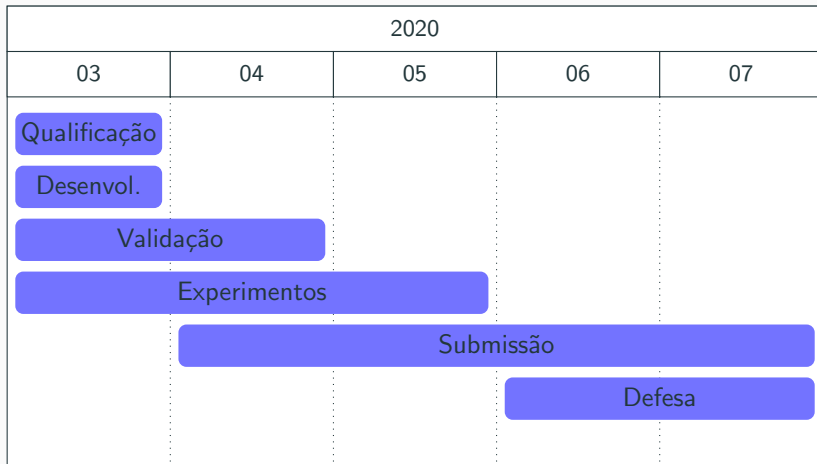 2020
03 04 05 06 07
Qualificação
Desenvol.
Validação
Experimentos
Submissão
Defesa